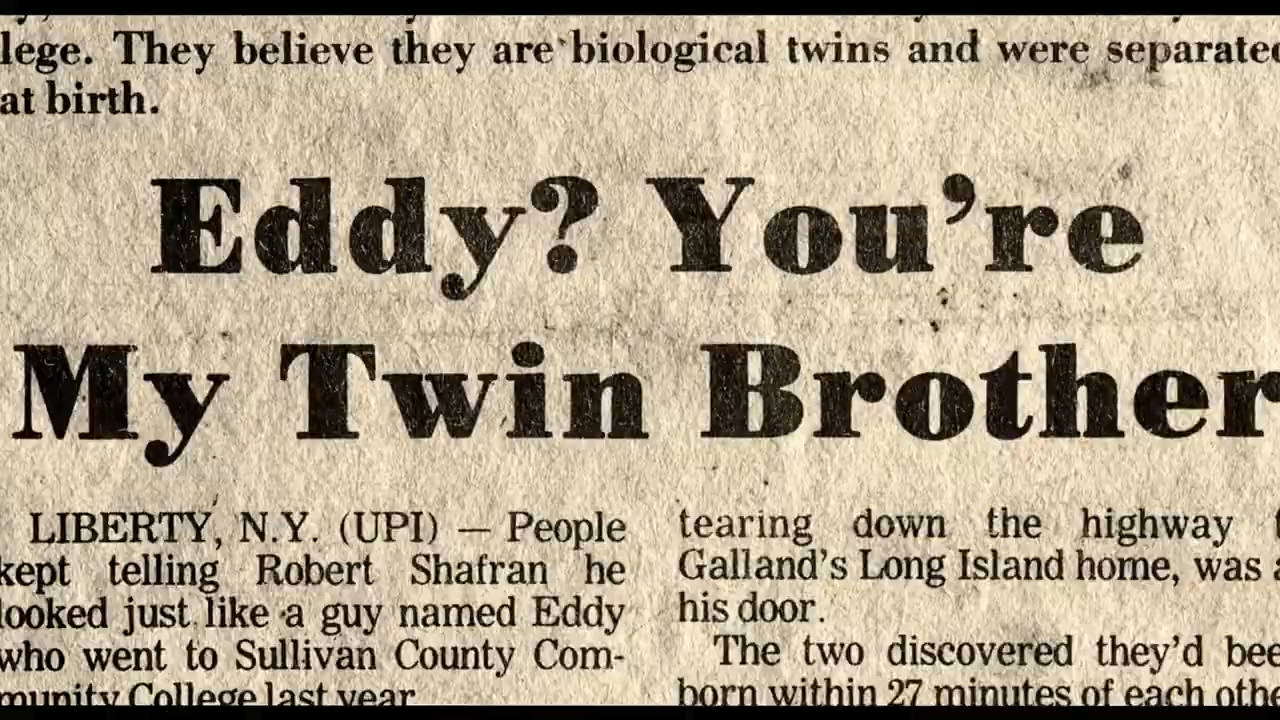 lege. They believe they are biological twins and were separated
at birth.
Eddy? You're
My Twin Brother
LIBERTY, N.Y. (UPI) — People
kept telling Robert Shafran he
looked just like a guy named Eddy
who went to Sullivan County Com-
munity College last year
tearing down the highway
Galland's Long Island home, was
his door.
The two discovered they'd bee
born within 27 minutes of each othe